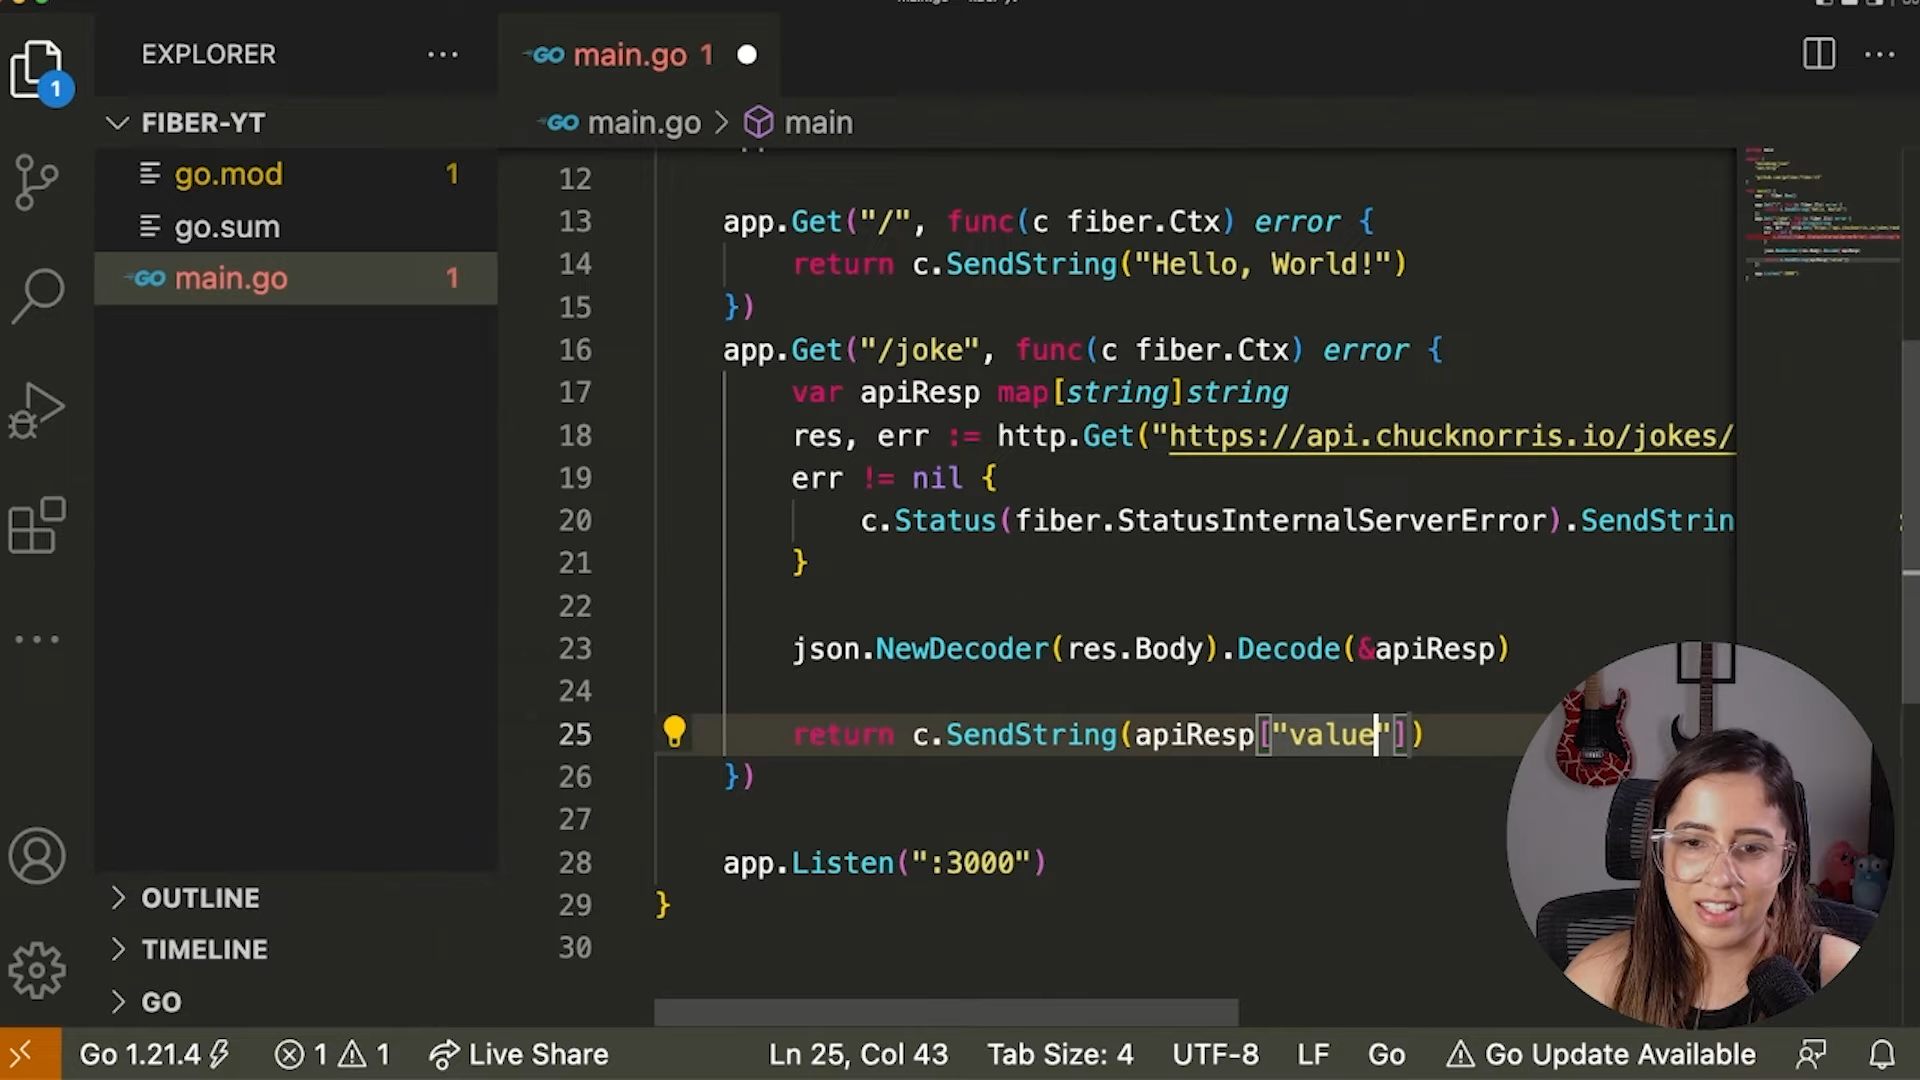 EXPLORER
GO main.go 1
FIBER-YT
GO main.go > main
go.mod 1
go.sum
GO main.go 1
12
13 app.Get("/", func(c fiber.Ctx) error {
14 return c.SendString("Hello, World!")
15 })
16 app.Get("/joke", func(c fiber.Ctx) error {
17 var apiResp map[string]string
18 res, err := http.Get("https://api.chucknorris.io/jokes/
19 err != nil {
20 c.Status(fiber.StatusInternalServerError).SendStrin
21 }
22
23 json.NewDecoder(res.Body).Decode(&apiResp)
24
25 return c.SendString(apiResp["value"])
26 })
27
28 app.Listen(":3000")
29 }
30
OUTLINE
TIMELINE
GO
1
Go 1.21.4 1 1 Live Share Ln 25, Col 43 Tab Size: 4 UTF-8 LF Go Go Update Available